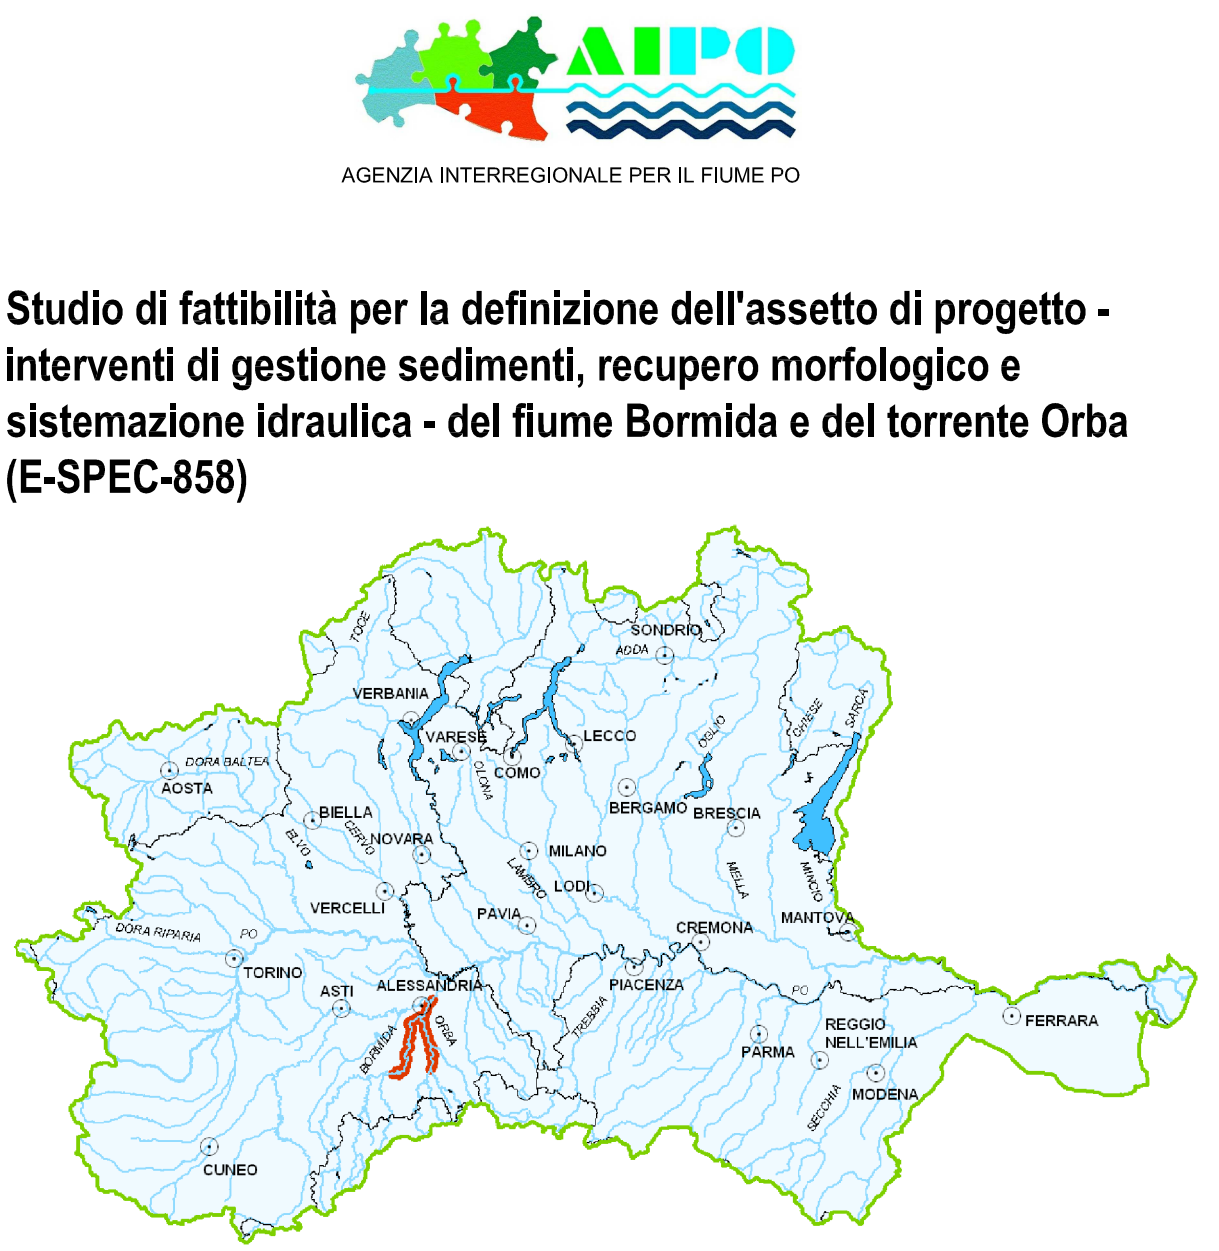 AIPO
AGENZIA INTERREGIONALE PER IL FIUME PO
Studio di fattibilità per la definizione dell'assetto di progetto -
interventi di gestione sedimenti, recupero morfologico e
sistemazione idraulica - del fiume Bormida e del torrente Orba
(E-SPEC-858)
TOCE
SONDRIO
ADDA
VERBANIA
SARCA
CHIESE
OGLIO
VARESE
LECCO
DORA BALTEA
COMO
OLONA
AOSTA
BERGAMO
BRESCIA
BIELLA
CERVO
ELVO
NOVARA
MILANO
LAMBRO
LODI
MELLA
MINCIO
VERCELLI
PAVIA
MANTOVA
CREMONA
DORA RIPARIA
PO
TORINO
ASTI
ALESSANDRIA
PIACENZA
PO
TREBBIA
BORMIDA
ORBA
FERRARA
REGGIO
NELL'EMILIA
PARMA
SECCHIA
MODENA
CUNEO